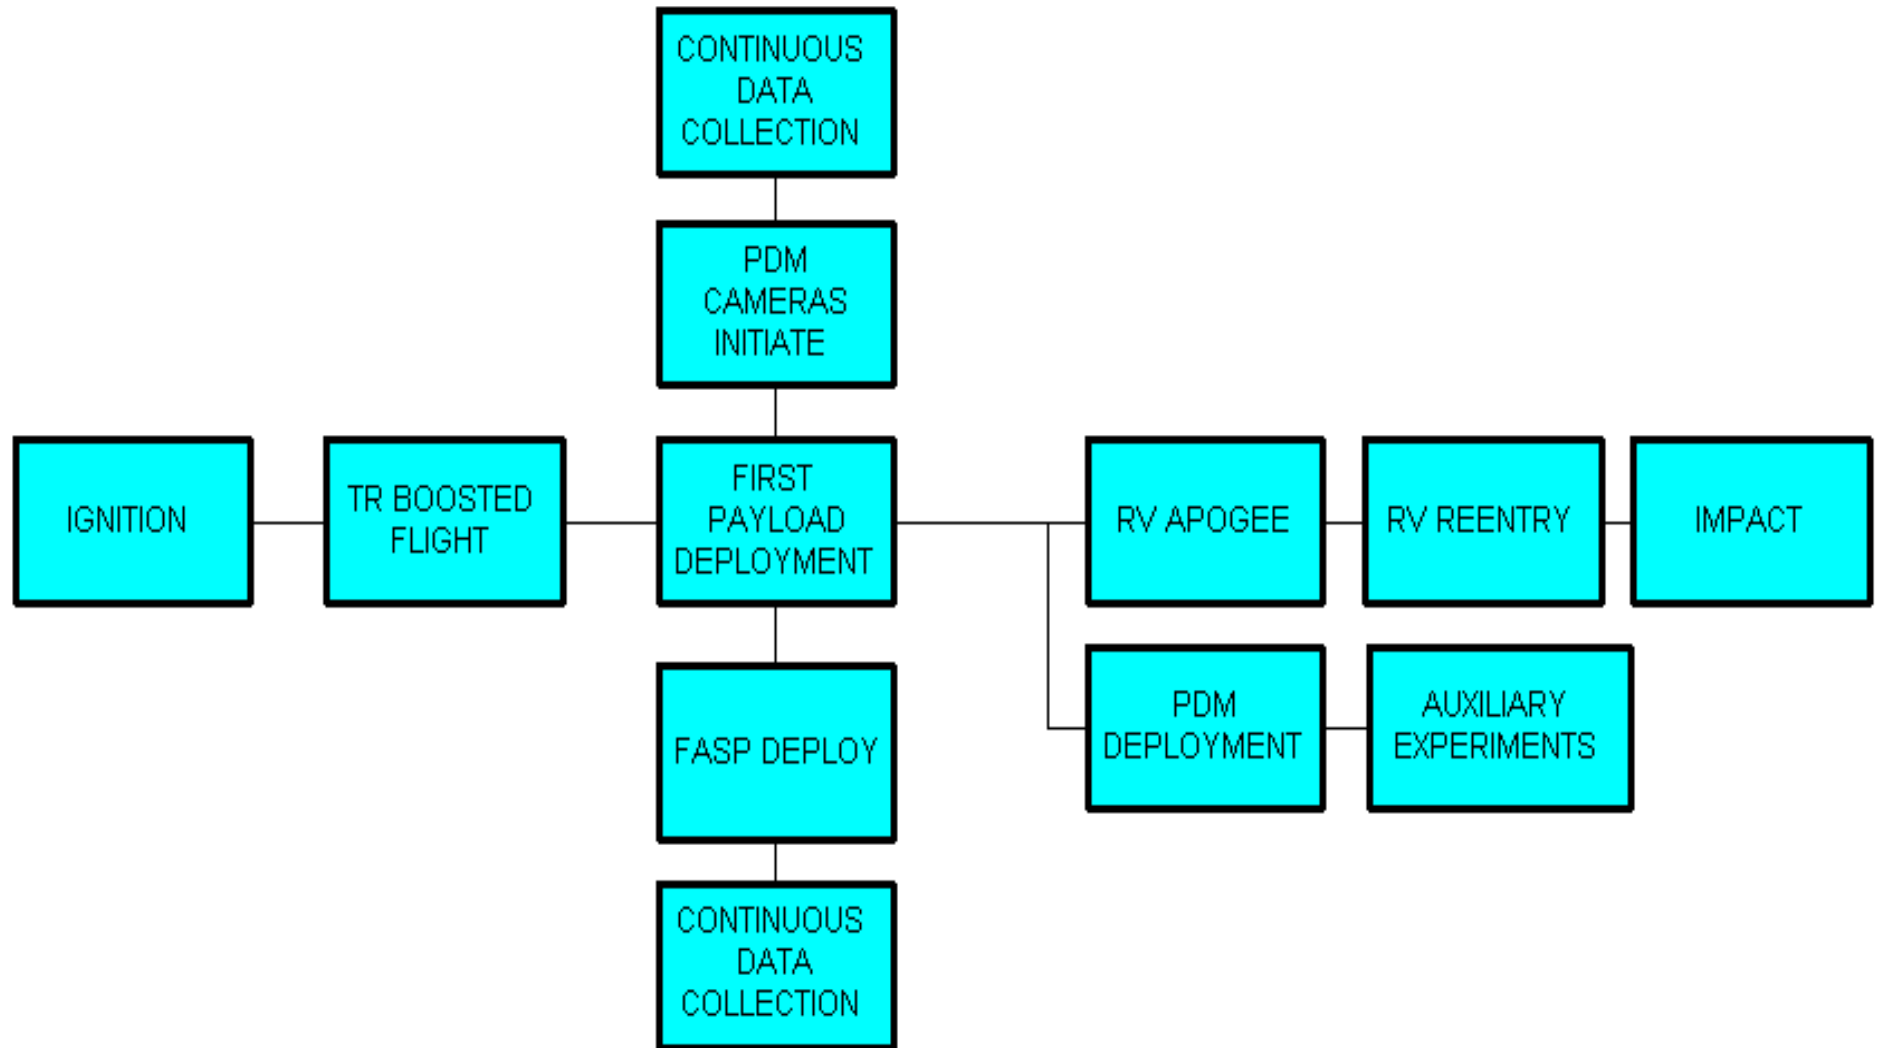 CONTINUOUS
DATA
COLLECTION
PDM
CAMERAS
INITIATE
IGNITION
TR BOOSTED
FLIGHT
FIRST
PAYLOAD
DEPLOYMENT
RV APOGEE
RV REENTRY
IMPACT
FASP DEPLOY
PDM
DEPLOYMENT
AUXILIARY
EXPERIMENTS
CONTINUOUS
DATA
COLLECTION